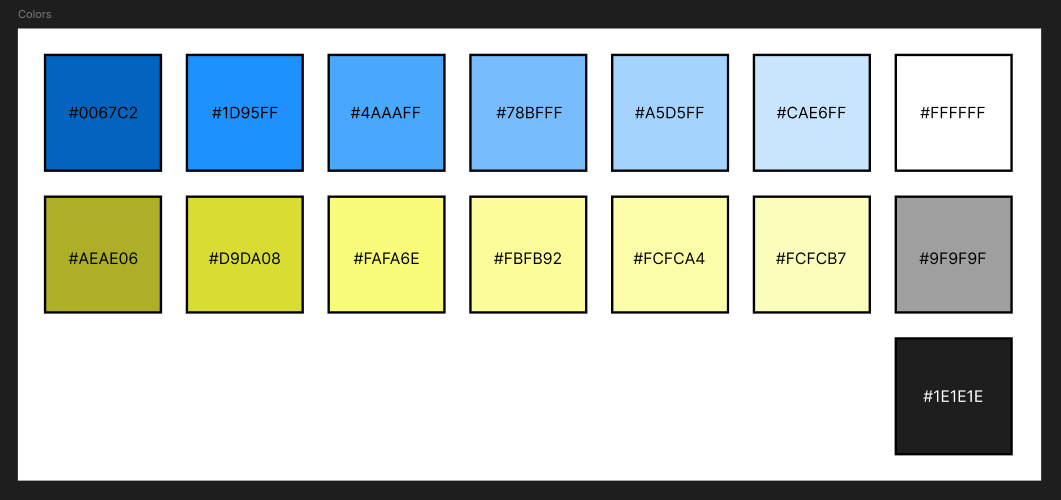 Colors
#0067C2
#1D95FF
#4AAAFF
#78BFFF
#A5D5FF
#CAE6FF
#FFFFFF
#AEAE06
#D9DA08
#FAFA6E
#FBFB92
#FCFCA4
#FCFCB7
#9F9F9F
#1E1E1E